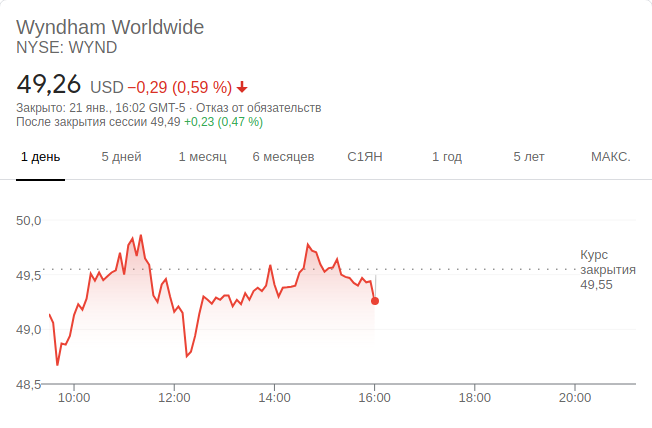 Wyndham Worldwide
NYSE: WYND
49,26 USD −0,29 (0,59 %)
Закрыто: 21 янв., 16:02 GMT-5 · Отказ от обязательств
После закрытия сессии 49,49 +0,23 (0,47 %)
1 день 5 дней 1 месяц 6 месяцев С1ЯН 1 год 5 лет МАКС.
50,0
49,5
49,0
48,5
Курс
закрытия
49,55
10:00 12:00 14:00 16:00 18:00 20:00